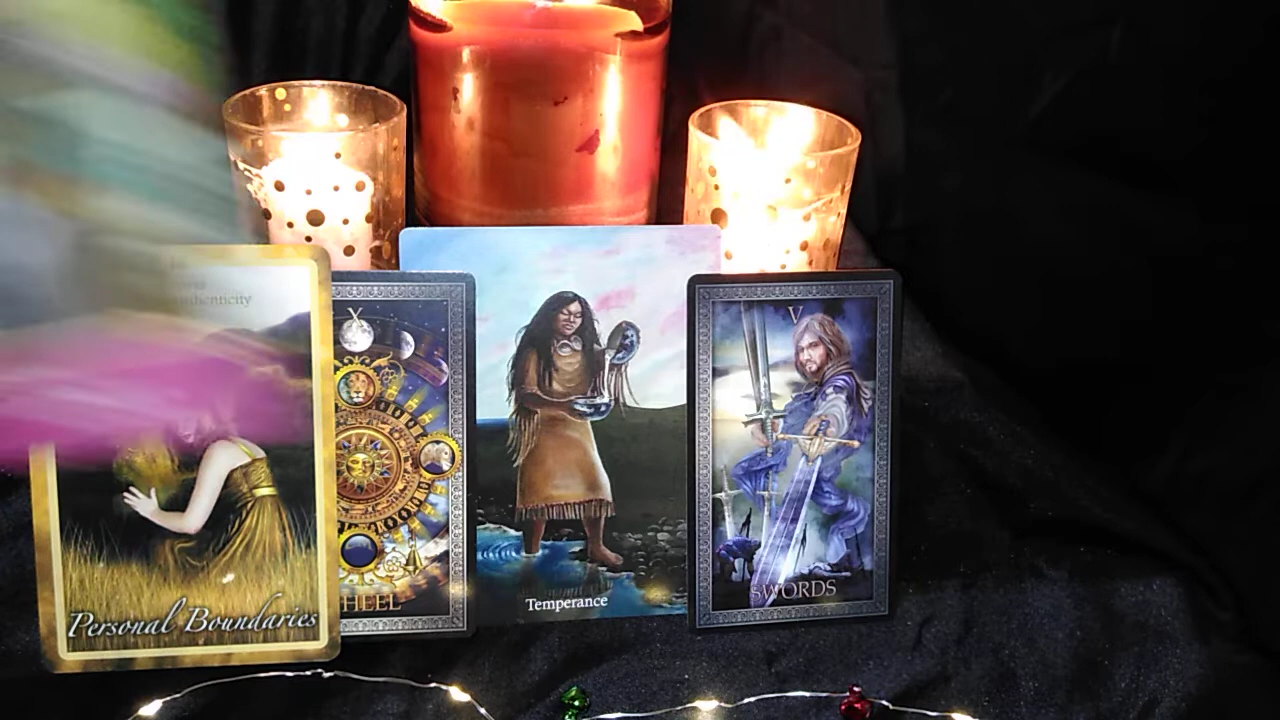 Authenticity
X
HEEL
Personal Boundaries
Temperance
V
SWORDS